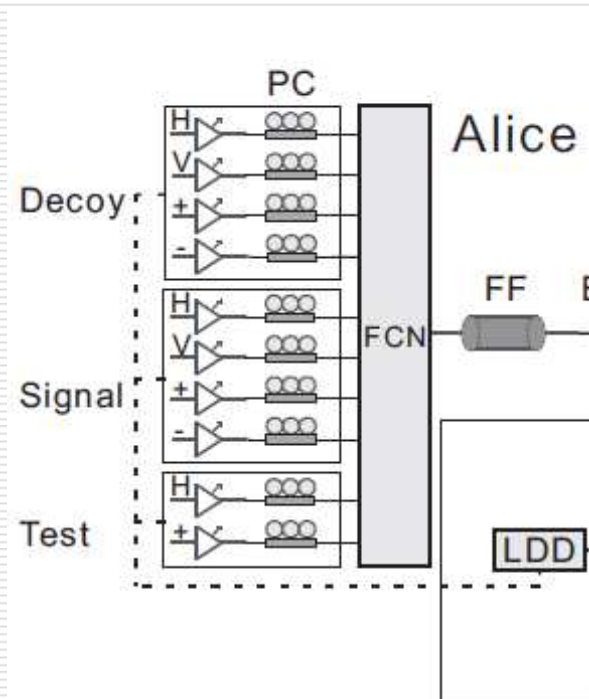 PC
Alice
Decoy
H
V
+
-
FF
FCN
Signal
H
V
+
-
Test
H
+
LDD